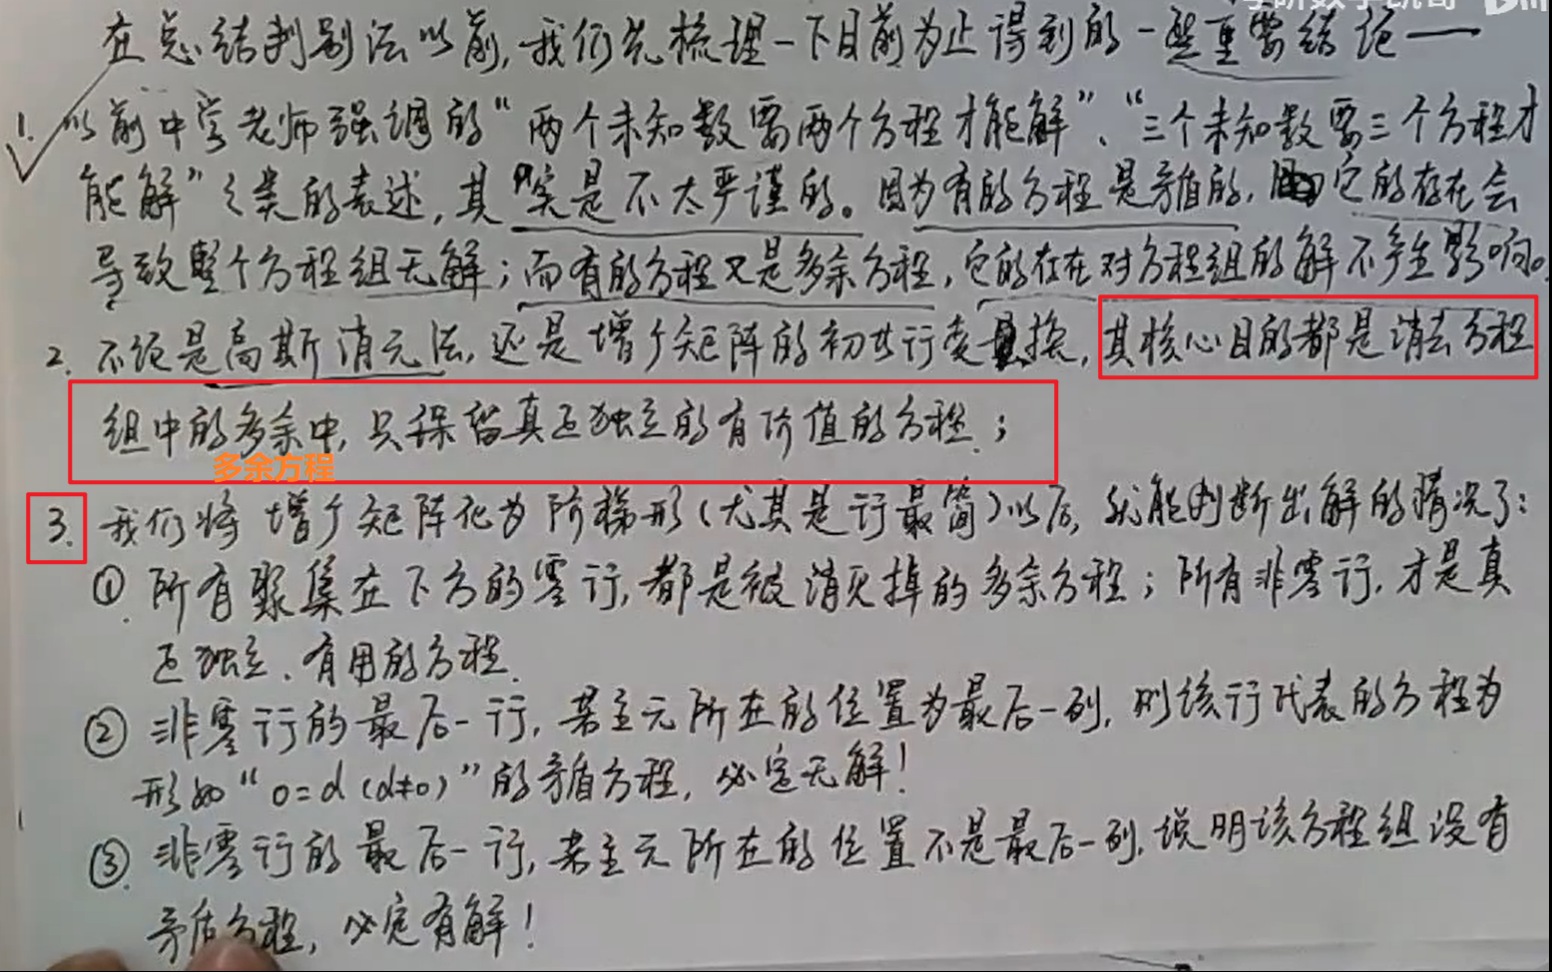 在总结判别法以前,我们先梳理一下目前为止得到的一些重要结论——
1. 以前中学老师强调的“两个未知数需两个方程才能解”、“三个未知数需三个方程才
能解”之类的表述,其实是不太严谨的。因为有的方程是矛盾的,它的存在会
导致整个方程组无解;而有的方程又是多余方程,它的存在对方程组的解不产生影响。
2. 不论是高斯消元法,还是增广矩阵的初等行变换,其核心目的都是消去方程
组中的多余中,只保留真正独立的有价值的方程;
多余方程
3. 我们将增广矩阵化为阶梯形(尤其是行最简)以后,就能判断出解的情况了:
① 所有聚集在下方的零行,都是被消灭掉的多余方程;所有非零行,才是真
正独立、有用的方程.
② 非零行的最后一行,若主元所在的位置为最后一列,则该行代表的方程为
形如“0=d(d≠0)”的矛盾方程,必定无解!
③ 非零行的最后一行,若主元所在的位置不是最后一列,说明该方程组没有
矛盾方程,必定有解!